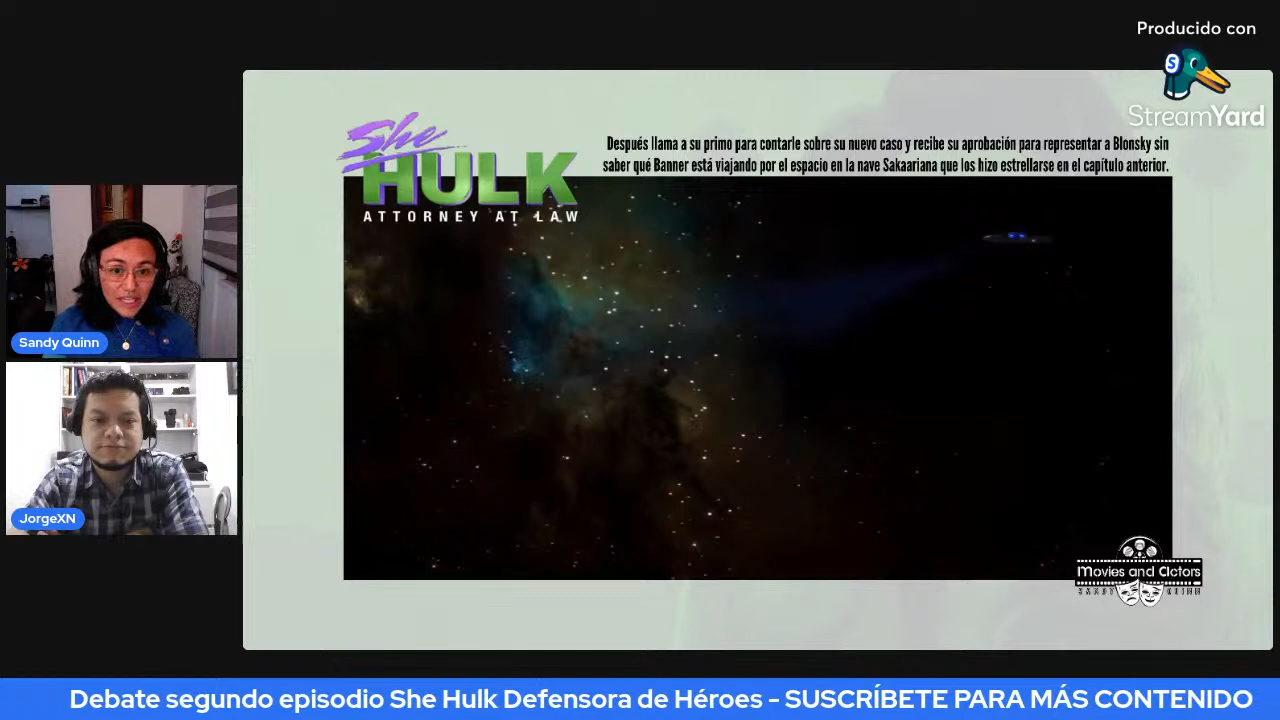 Producido con
StreamYard
She
HULK
ATTORNEY AT LAW
Después llama a su primo para contarle sobre su nuevo caso y recibe su aprobación para representar a Blonsky sin
saber qué Banner está viajando por el espacio en la nave Sakaariana que los hizo estrellarse en el capítulo anterior.
Sandy Quinn
JorgeXN
Movies and Actors
SANDY QUINN
Debate segundo episodio She Hulk Defensora de Héroes - SUSCRÍBETE PARA MÁS CONTENIDO